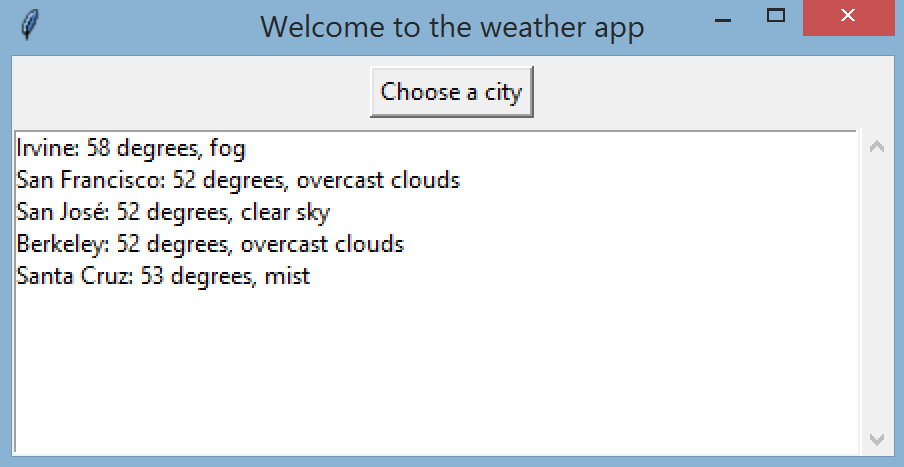 Welcome to the weather app
Choose a city
Irvine: 58 degrees, fog
San Francisco: 52 degrees, overcast clouds
San José: 52 degrees, clear sky
Berkeley: 52 degrees, overcast clouds
Santa Cruz: 53 degrees, mist